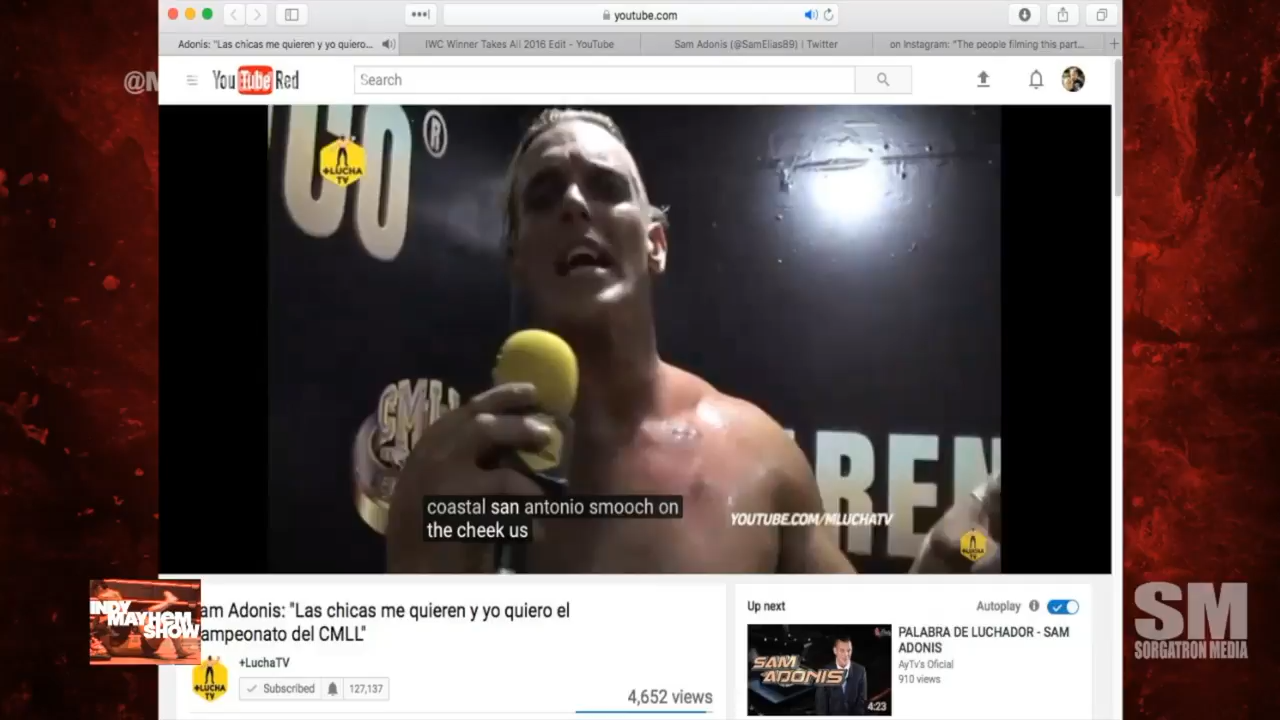 youtube.com
Adonis: "Las chicas me quieren y yo quiero...
IWC Winner Takes All 2016 Edit - YouTube
Sam Adonis (@SamElias89) | Twitter
on Instagram: "The people filming this part...
@M
YouTube Red
Search
CO®
+LUCHA
TV
CMLL
AREN
coastal san antonio smooch on
the cheek us
YOUTUBE.COM/MLUCHATV
INDY
MAYHEM
SHOW
am Adonis: "Las chicas me quieren y yo quiero el
ampeonato del CMLL"
+LuchaTV
+LUCHA
TV
Subscribed
127,137
4,652 views
Up next
Autoplay
SAM
ADONIS
4:23
PALABRA DE LUCHADOR - SAM
ADONIS
AyTv's Oficial
910 views
SM
SORGATRON MEDIA